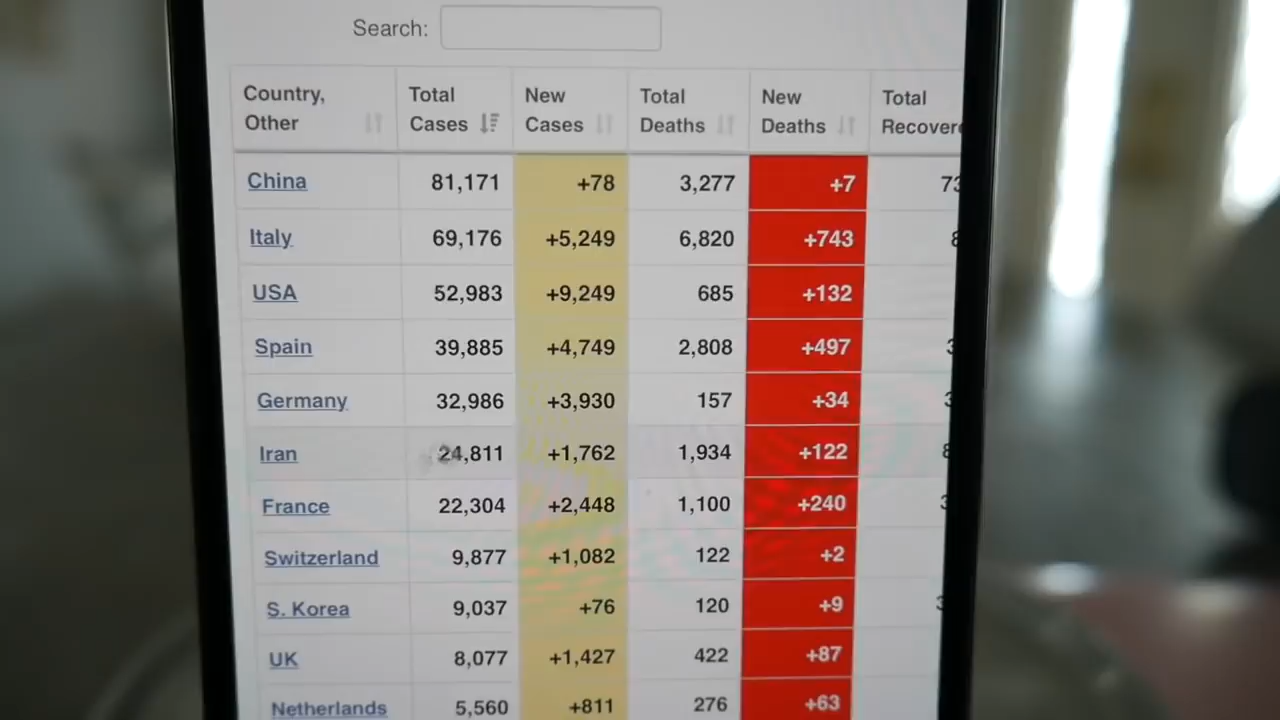 Search:
Country, Other Total Cases New Cases Total Deaths New Deaths Total
China 81,171 +78 3,277 +7
Italy 69,176 +5,249 6,820 +743
USA 52,983 +9,249 685 +132
Spain 39,885 +4,749 2,808 +497
Germany 32,986 +3,930 157 +34
Iran 24,811 +1,762 1,934 +122
France 22,304 +2,448 1,100 +240
Switzerland 9,877 +1,082 122 +2
S. Korea 9,037 +76 120 +9
UK 8,077 +1,427 422 +87
Netherlands 5,560 +811 276 +63